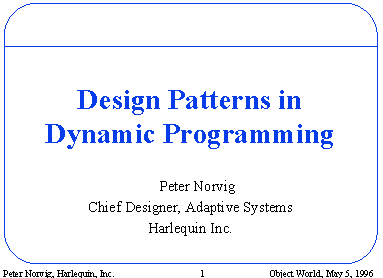 Design Patterns in
Dynamic Programming
Peter Norvig
Chief Designer, Adaptive Systems
Harlequin Inc.
Peter Norvig, Harlequin, Inc.
1
Object World, May 5, 1996